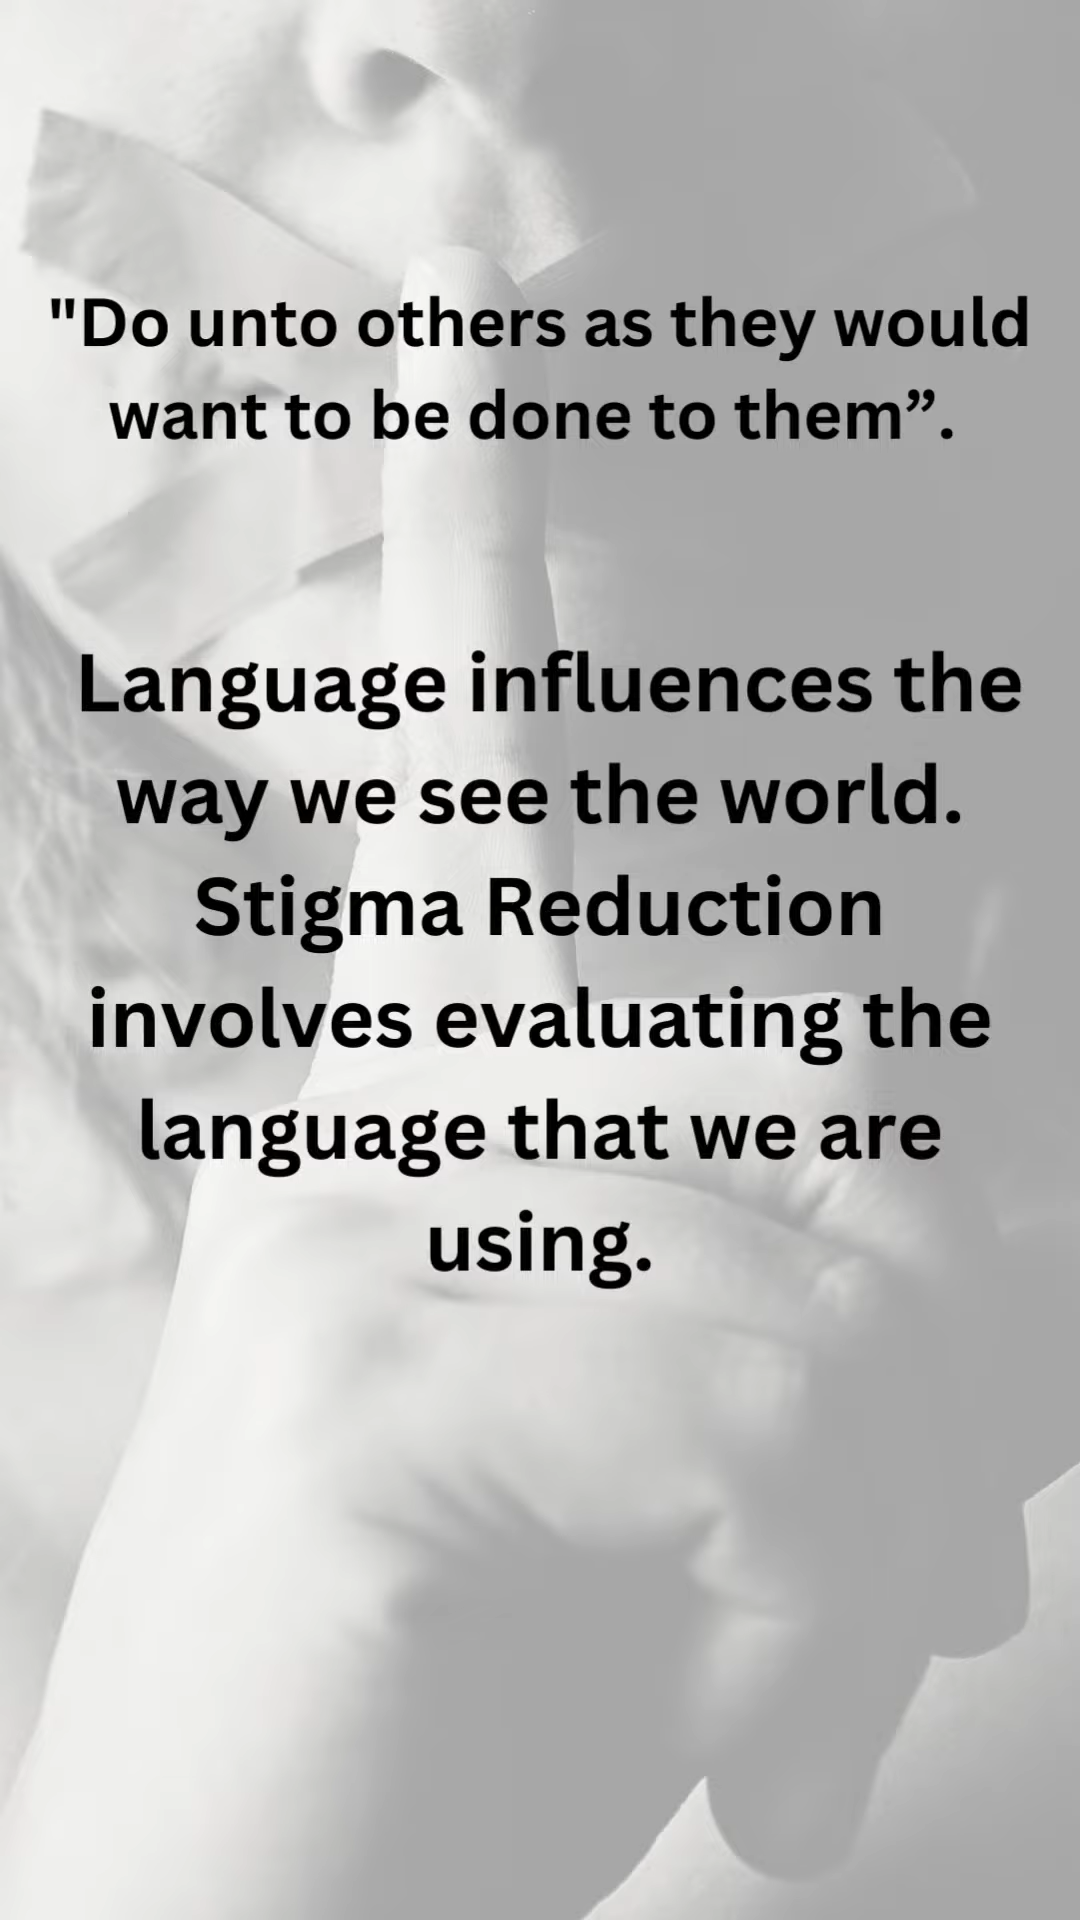 "Do unto others as they would
want to be done to them”.
Language influences the
way we see the world.
Stigma Reduction
involves evaluating the
language that we are
using.